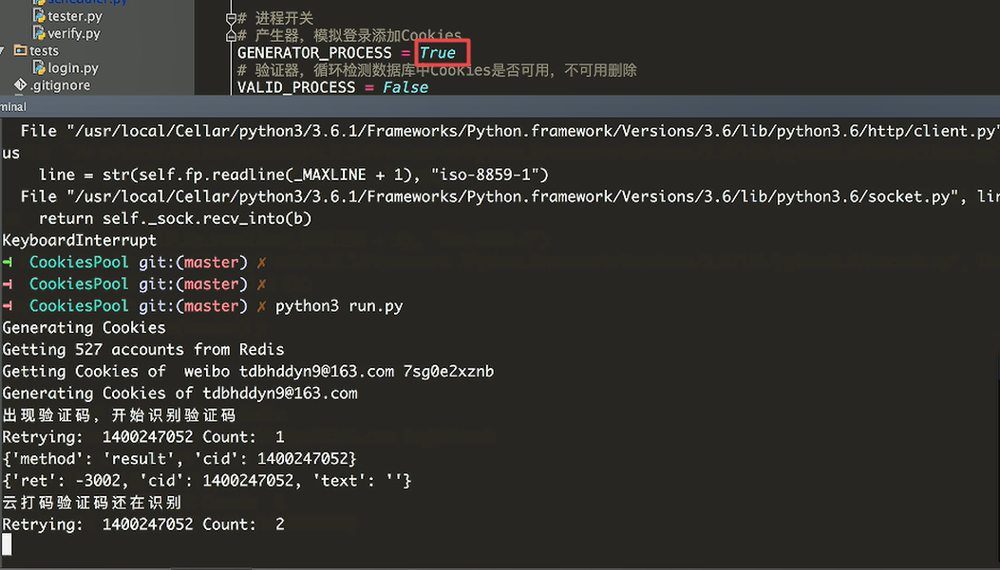 scheduler.py
tester.py
verify.py
tests
login.py
.gitignore
# 进程开关
# 产生器，模拟登录添加Cookies
GENERATOR_PROCESS = True
# 验证器，循环检测数据库中Cookies是否可用，不可用删除
VALID_PROCESS = False
minal
File "/usr/local/Cellar/python3/3.6.1/Frameworks/Python.framework/Versions/3.6/lib/python3.6/http/client.py"
us
line = str(self.fp.readline(_MAXLINE + 1), "iso-8859-1")
File "/usr/local/Cellar/python3/3.6.1/Frameworks/Python.framework/Versions/3.6/lib/python3.6/socket.py", lin
return self._sock.recv_into(b)
KeyboardInterrupt
CookiesPool git:(master) ✗
CookiesPool git:(master) ✗
CookiesPool git:(master) ✗ python3 run.py
Generating Cookies
Getting 527 accounts from Redis
Getting Cookies of  weibo tdbhddyn9@163.com 7sg0e2xznb
Generating Cookies of tdbhddyn9@163.com
出现验证码，开始识别验证码
Retrying:  1400247052 Count:  1
{'method': 'result', 'cid': 1400247052}
{'ret': -3002, 'cid': 1400247052, 'text': ''}
云打码验证码还在识别
Retrying:  1400247052 Count:  2